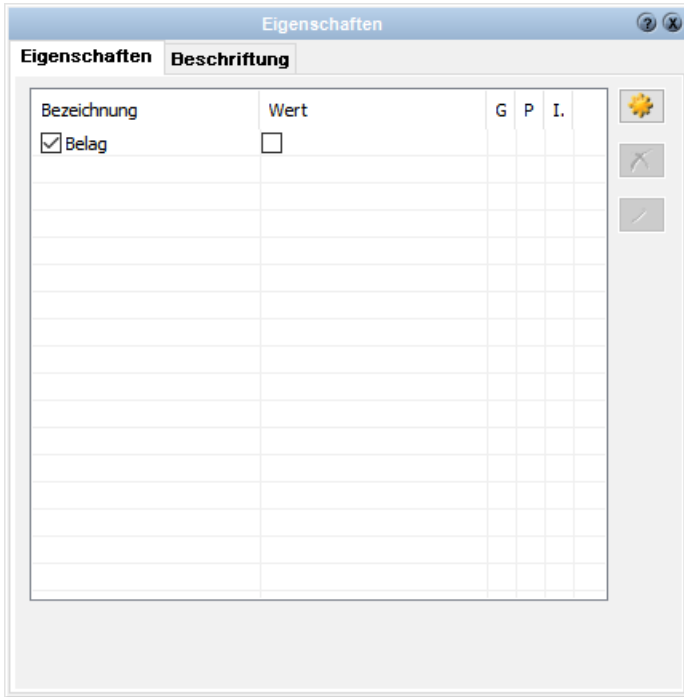 Eigenschaften
Eigenschaften Beschriftung
Bezeichnung Wert G P I.
Belag